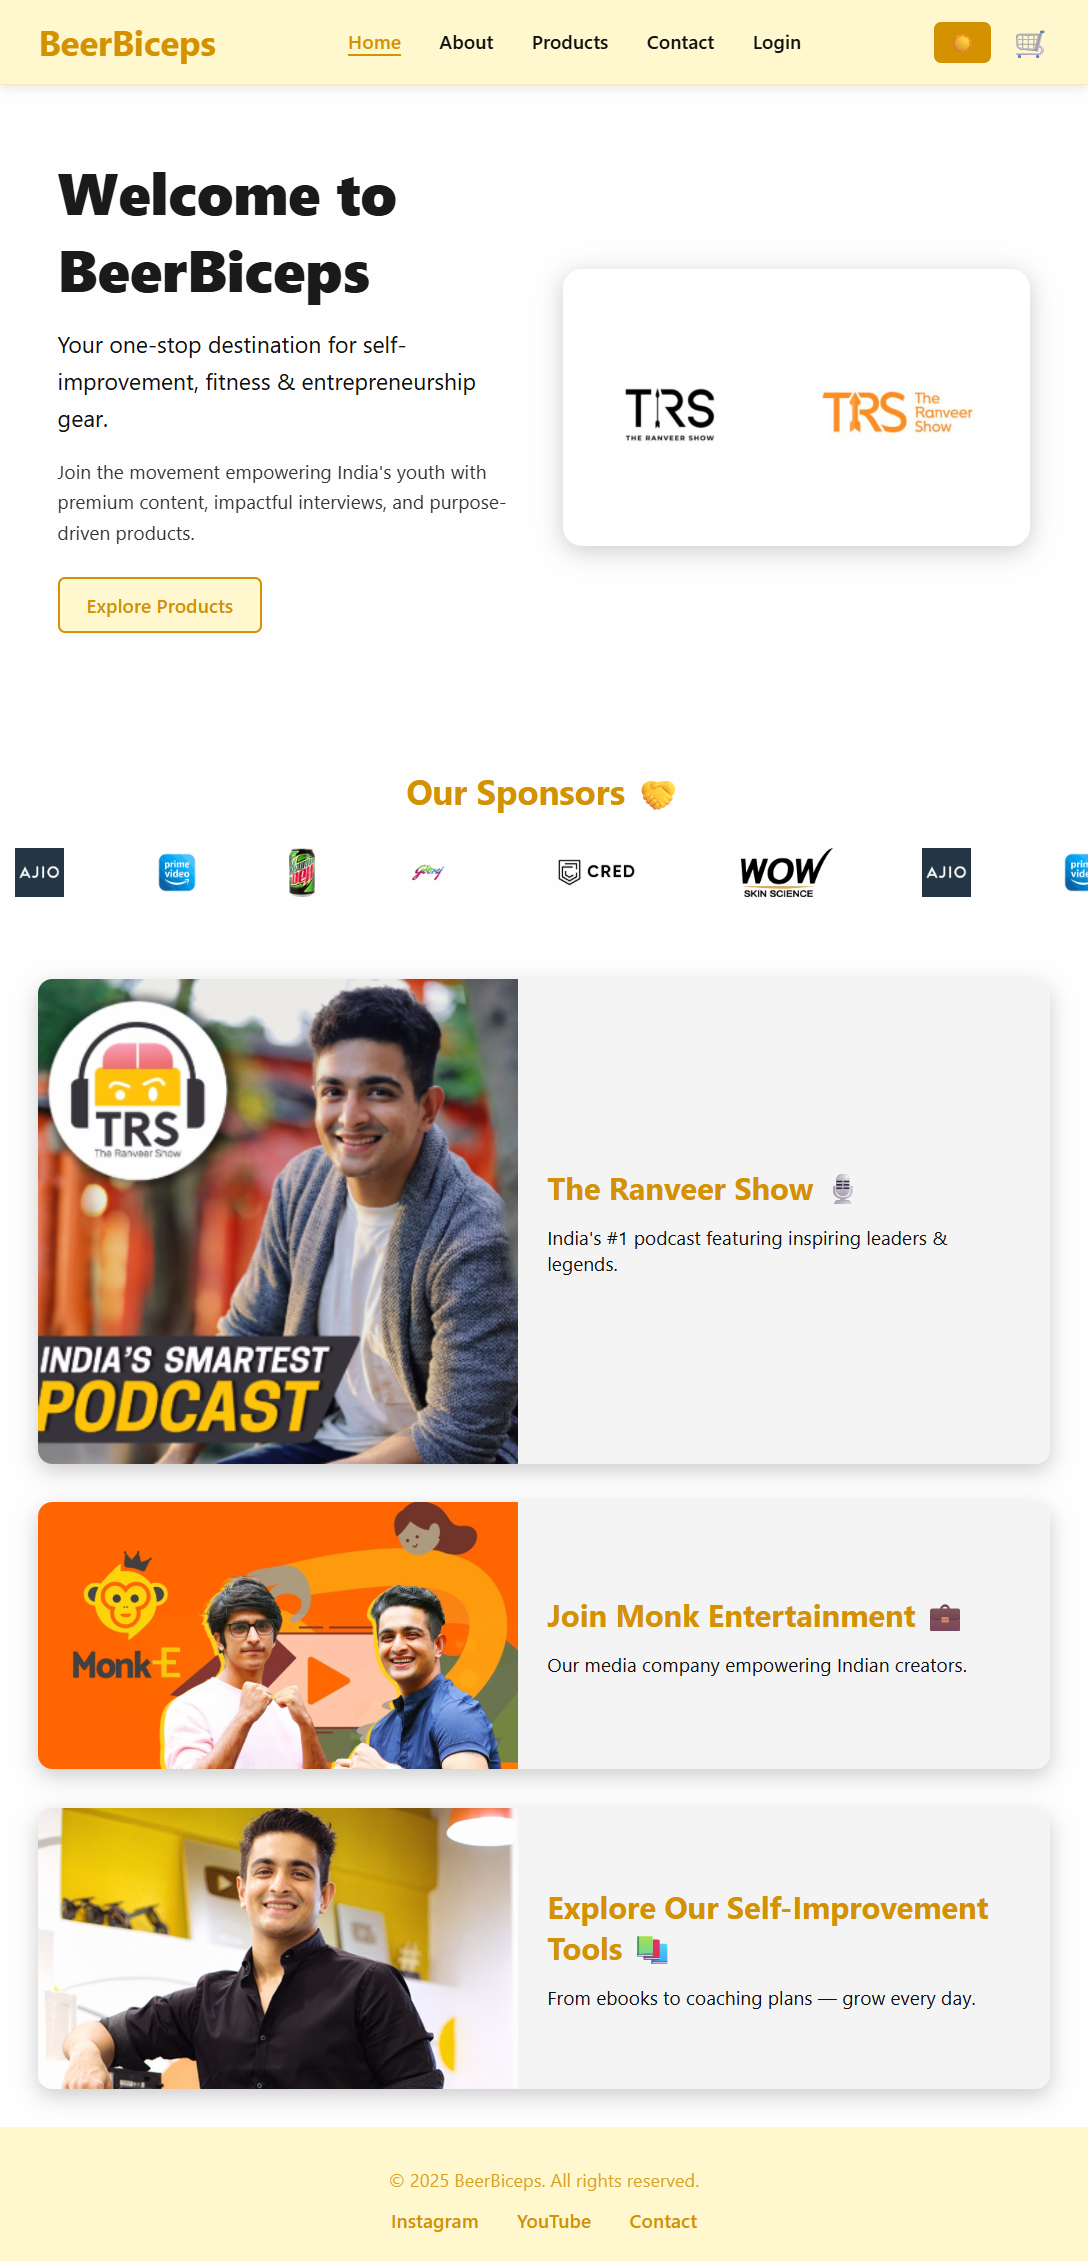 BeerBiceps
Home About Products Contact Login
Welcome to
BeerBiceps
Your one-stop destination for self-
improvement, fitness & entrepreneurship
gear.
Join the movement empowering India's youth with
premium content, impactful interviews, and purpose-
driven products.
Explore Products
TRS
THE RANVEER SHOW
TRS
The
Ranveer
Show
Our Sponsors
AJIO
prime
video
Mountain
Dew
Godrej
CRED
WOW
SKIN SCIENCE
AJIO
TRS
The Ranveer Show
INDIA'S SMARTEST
PODCAST
The Ranveer Show
India's #1 podcast featuring inspiring leaders &
legends.
Monk-E
Join Monk Entertainment
Our media company empowering Indian creators.
Explore Our Self-Improvement
Tools
From ebooks to coaching plans — grow every day.
© 2025 BeerBiceps. All rights reserved.
Instagram YouTube Contact